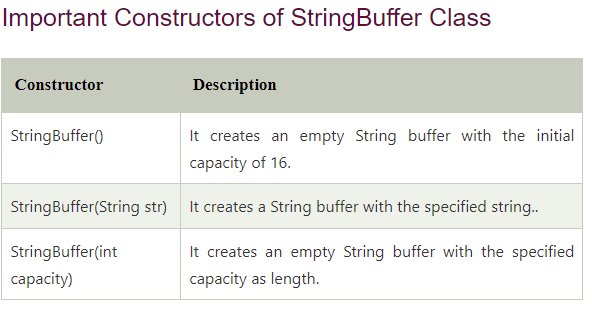 Important Constructors of StringBuffer Class
Constructor Description
StringBuffer() It creates an empty String buffer with the initial
capacity of 16.
StringBuffer(String str) It creates a String buffer with the specified string..
StringBuffer(int It creates an empty String buffer with the specified
capacity) capacity as length.